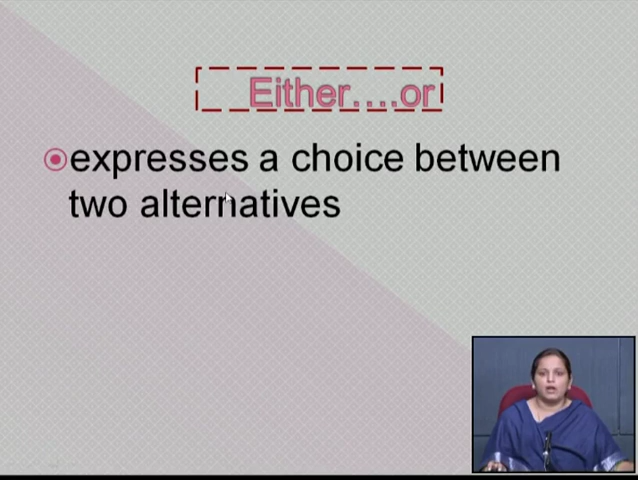 Either....or
expresses a choice between
two alternatives